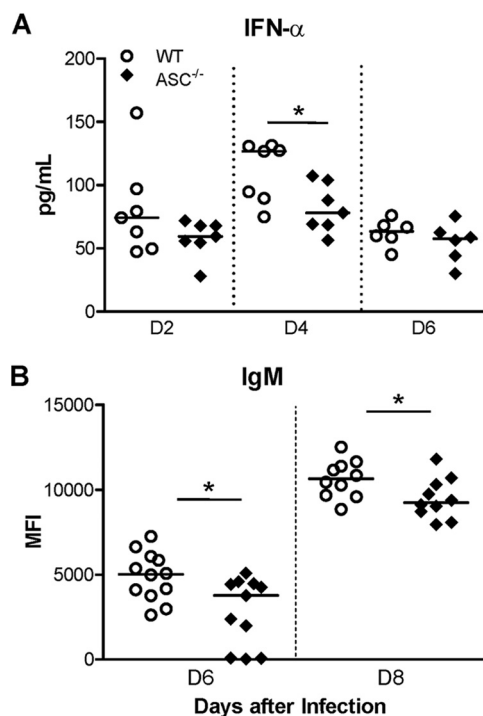 A
IFN-α
WT
ASC-/-
*
200
150
100
50
0
pg/mL
D2 D4 D6
B
IgM
*
*
15000
10000
5000
0
MFI
D6 D8
Days after Infection